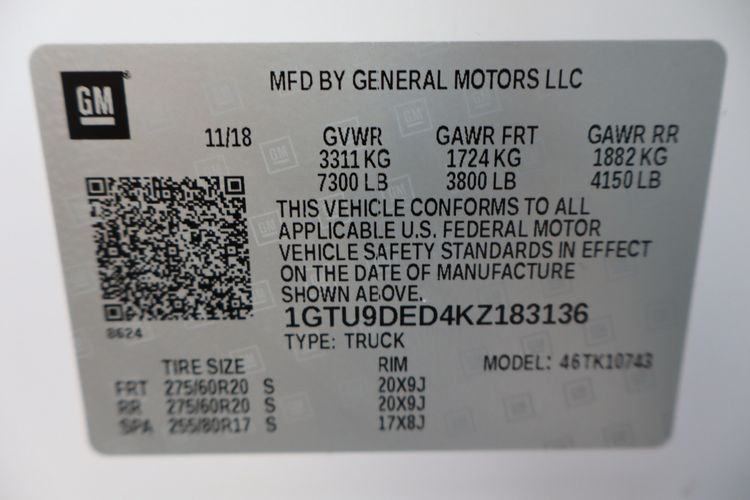 GM
MFD BY GENERAL MOTORS LLC
11/18 GVWR GAWR FRT GAWR RR
3311 KG 1724 KG 1882 KG
7300 LB 3800 LB 4150 LB
THIS VEHICLE CONFORMS TO ALL
APPLICABLE U.S. FEDERAL MOTOR
VEHICLE SAFETY STANDARDS IN EFFECT
ON THE DATE OF MANUFACTURE
SHOWN ABOVE.
8624
1GTU9DED4KZ183136
TYPE: TRUCK
TIRE SIZE RIM MODEL: 46TK10743
FRT 275/60R20 S 20X9J
RR 275/60R20 S 20X9J
SPA 255/80R17 S 17X8J